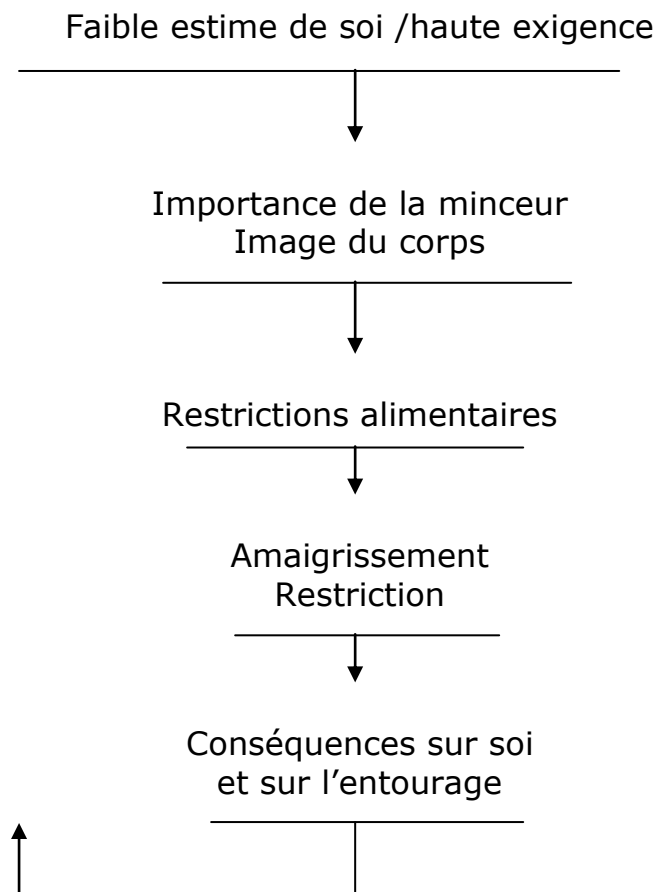 Faible estime de soi /haute exigence
Importance de la minceur
Image du corps
Restrictions alimentaires
Amaigrissement
Restriction
Conséquences sur soi
et sur l’entourage